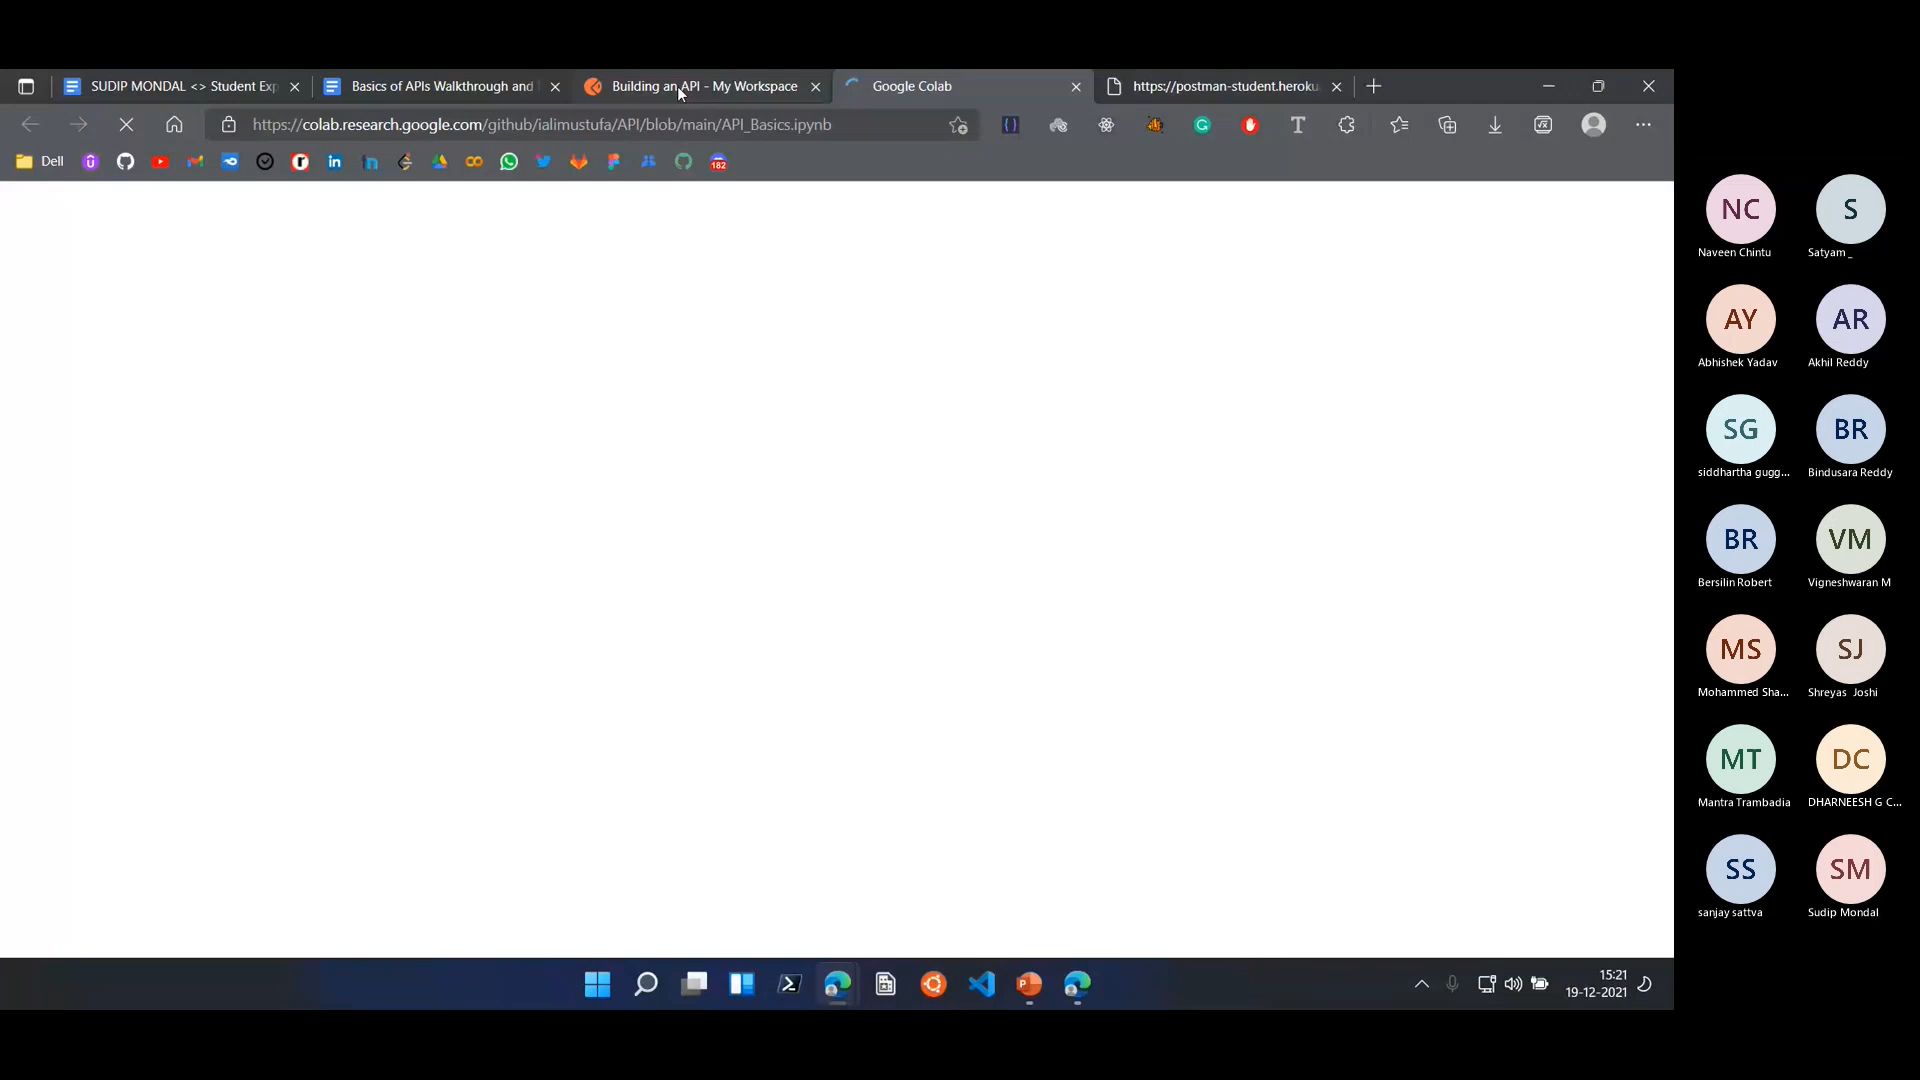 SUDIP MONDAL <> Student Exp
Basics of APIs Walkthrough and
Building an API - My Workspace
Google Colab
https://postman-student.heroku
https://colab.research.google.com/github/ialimustufa/API/blob/main/API_Basics.ipynb
Dell
182
NC
Naveen Chintu
S
Satyam _
AY
Abhishek Yadav
AR
Akhil Reddy
SG
siddhartha gugg...
BR
Bindusara Reddy
BR
Bersilin Robert
VM
Vigneshwaran M
MS
Mohammed Sha...
SJ
Shreyas Joshi
MT
Mantra Trambadia
DC
DHARNEESH G C...
SS
sanjay sattva
SM
Sudip Mondal
15:21
19-12-2021